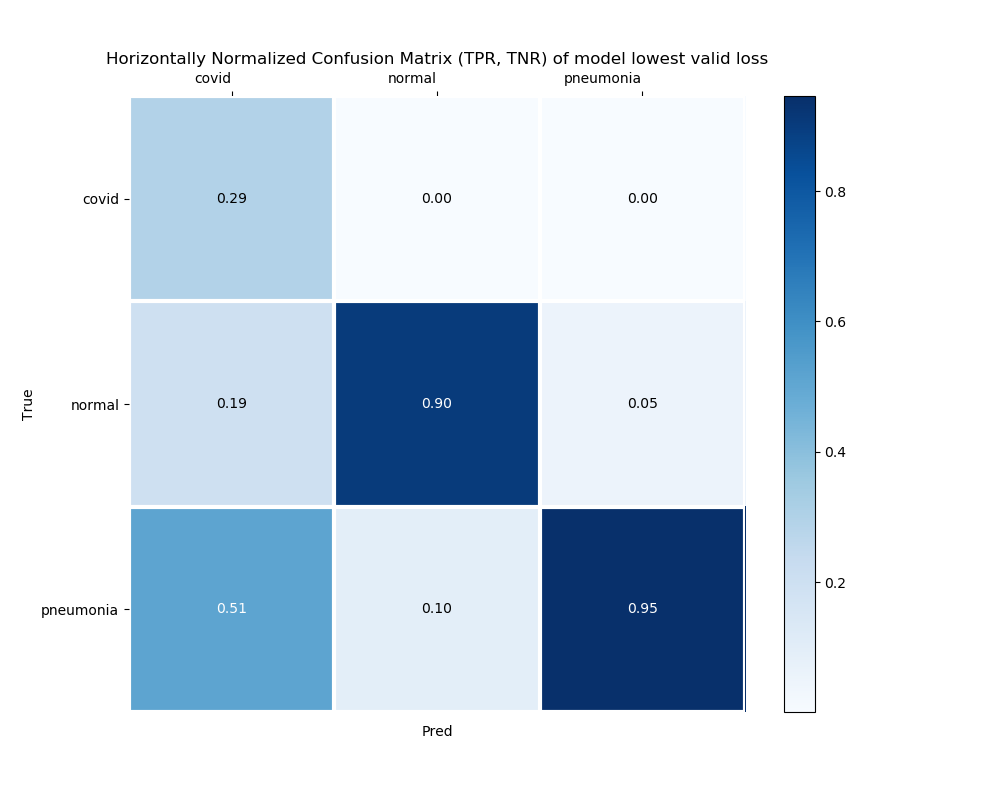 Horizontally Normalized Confusion Matrix (TPR, TNR) of model lowest valid loss
covid normal pneumonia
covid 0.29 0.00 0.00
normal 0.19 0.90 0.05
pneumonia 0.51 0.10 0.95
True
Pred
0.8
0.6
0.4
0.2